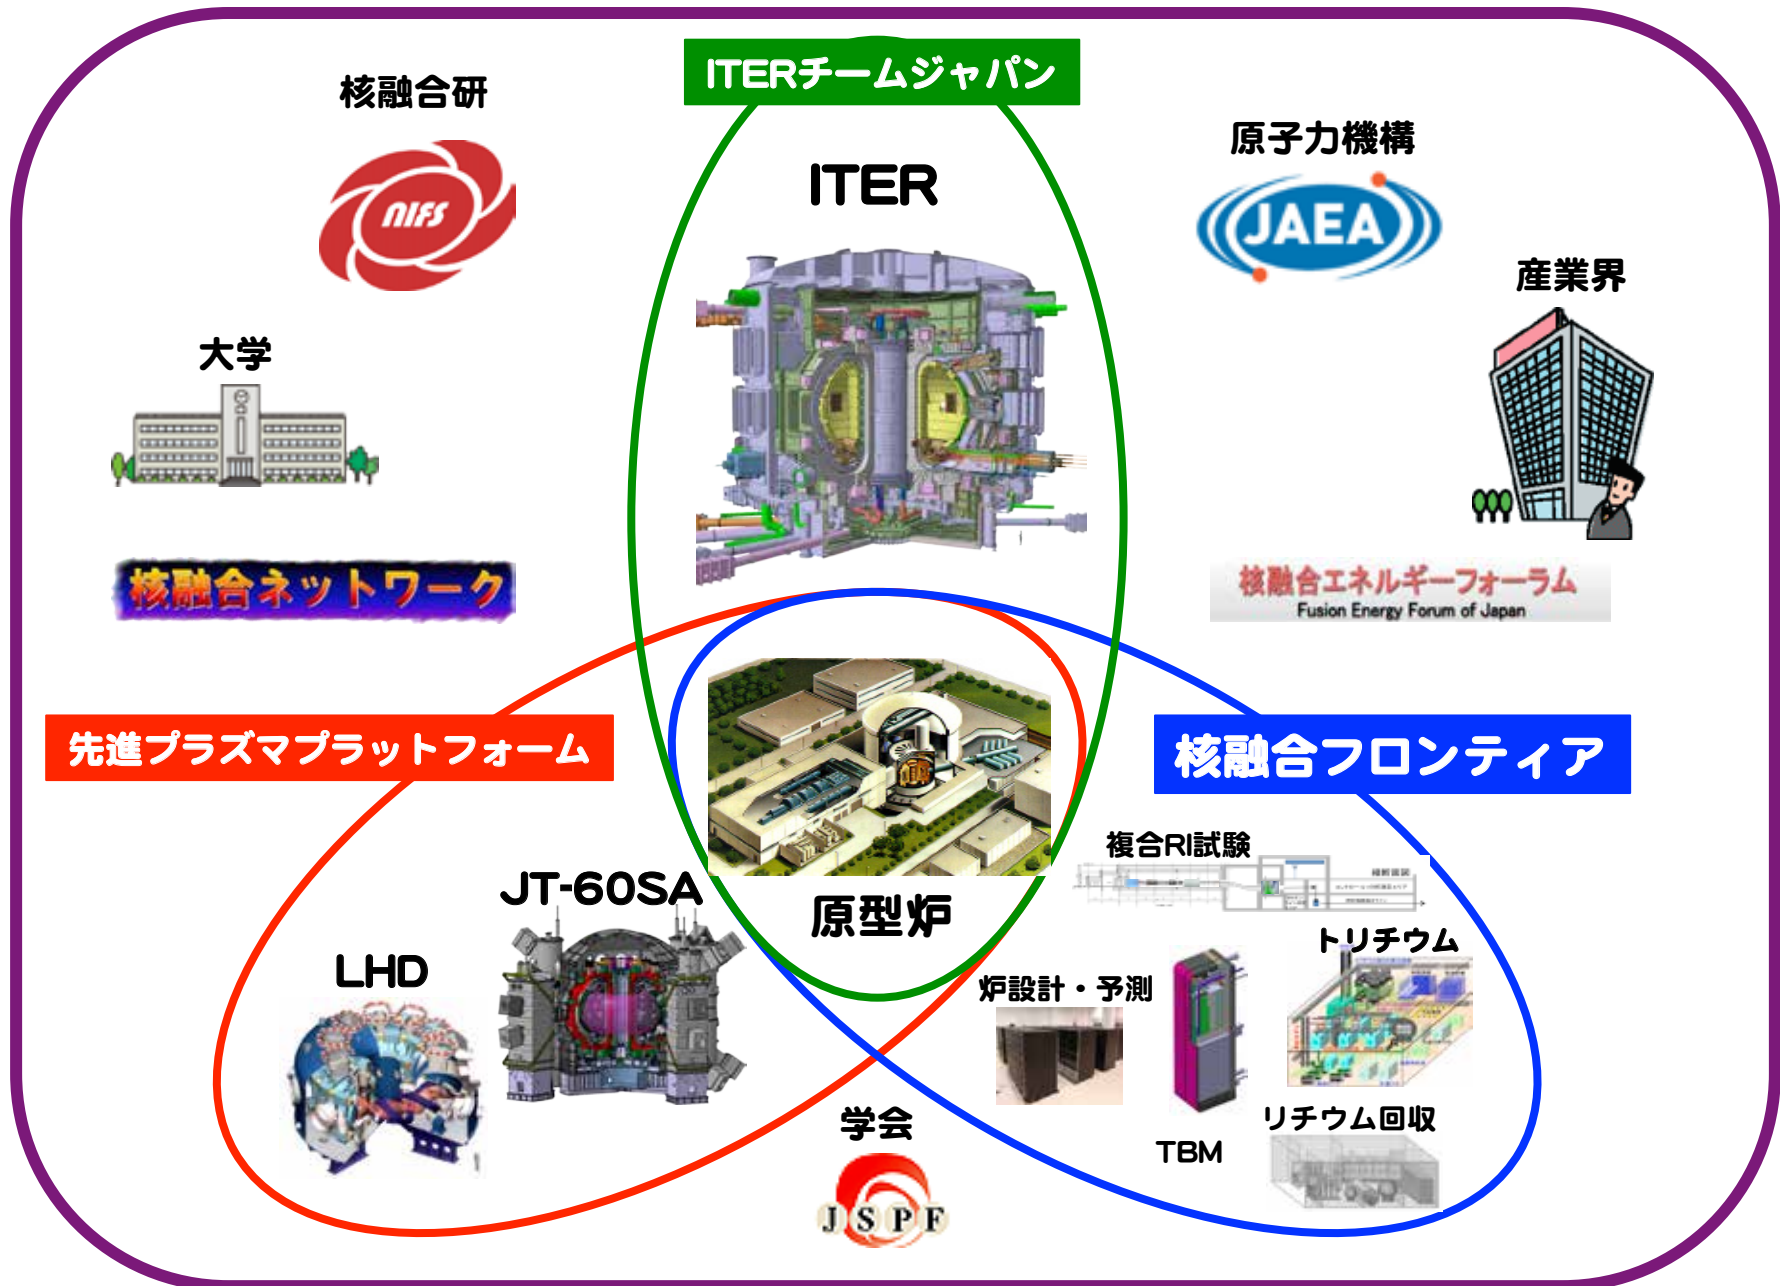 ITERチームジャパン
核融合研
NIFS
ITER
原子力機構
JAEA
産業界
大学
核融合ネットワーク
核融合エネルギーフォーラム
Fusion Energy Forum of Japan
先進プラズマプラットフォーム
核融合フロンティア
複合RI試験
JT-60SA
原型炉
トリチウム
LHD
炉設計・予測
リチウム回収
学会
TBM
JSPF